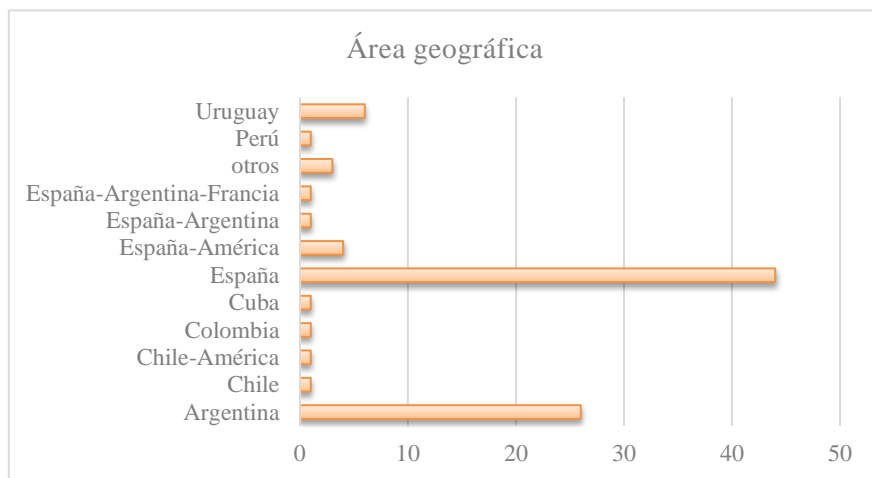 Área geográfica
Uruguay
Perú
otros
España-Argentina-Francia
España-Argentina
España-América
España
Cuba
Colombia
Chile-América
Chile
Argentina
0 10 20 30 40 50